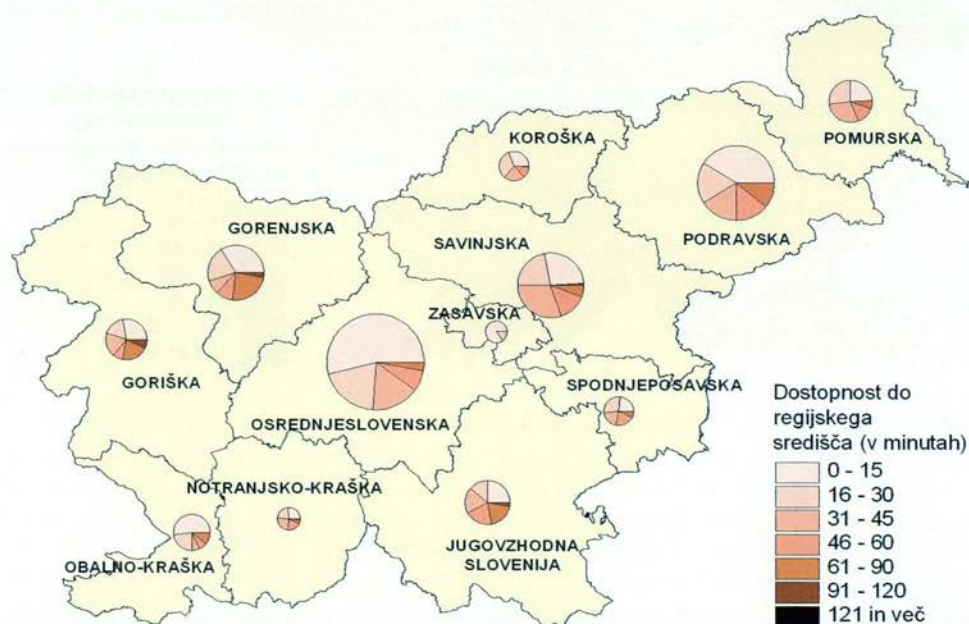 POMURSKA
KOROŠKA
PODRAVSKA
GORENJSKA
SAVINJSKA
ZASAVSKA
GORIŠKA
SPODNJEPOSAVSKA
OSREDNJESLOVENSKA
NOTRANJSKO-KRAŠKA
OBALNO-KRAŠKA
JUGOVZHODNA
SLOVENIJA
Dostopnost do
regijskega
središča (v minutah)
0 - 15
16 - 30
31 - 45
46 - 60
61 - 90
91 - 120
121 in več